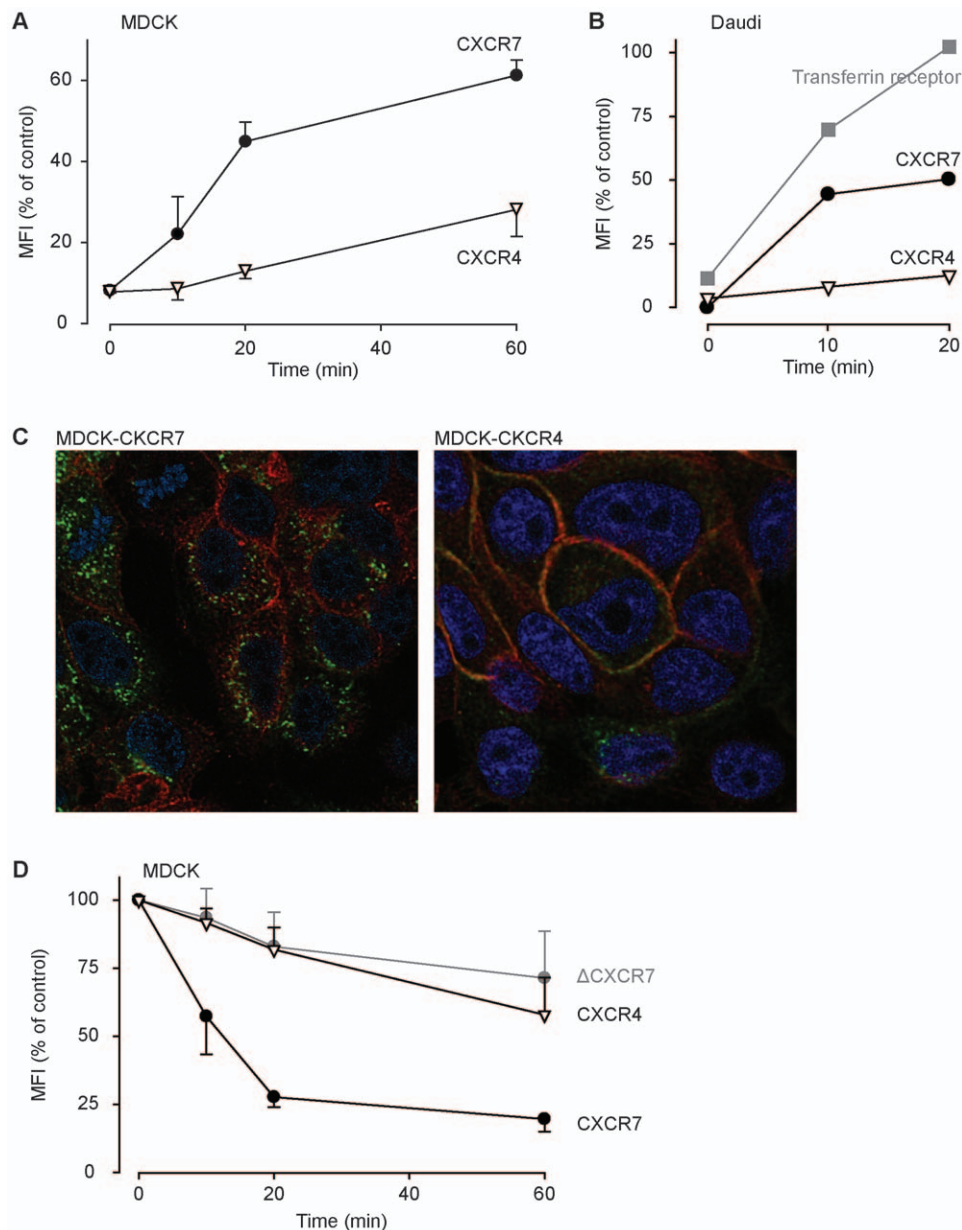 A
MDCK
CXCR7
CXCR4
MFI (% of control)
60
40
20
0
0
20
40
60
Time (min)
B
Daudi
Transferrin receptor
CXCR7
CXCR4
MFI (% of control)
100
75
50
25
0
0
10
20
Time (min)
C
MDCK-CKCR7
MDCK-CKCR4
D
MDCK
ΔCXCR7
CXCR4
CXCR7
MFI (% of control)
100
75
50
25
0
0
20
40
60
Time (min)